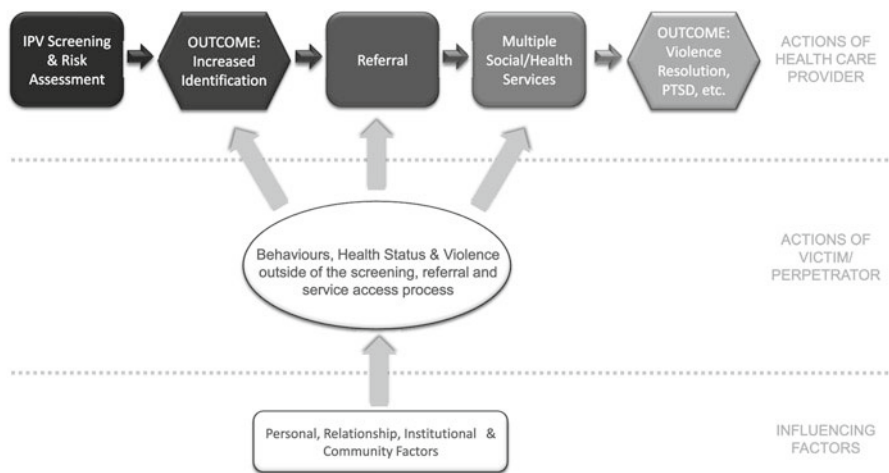 IPV Screening
& Risk
Assessment
OUTCOME:
Increased
Identification
Referral
Multiple
Social/Health
Services
OUTCOME:
Violence
Resolution,
PTSD, etc.
ACTIONS OF
HEALTH CARE
PROVIDER
Behaviours, Health Status & Violence
outside of the screening, referral and
service access process
ACTIONS OF
VICTIM/
PERPETRATOR
Personal, Relationship, Institutional &
Community Factors
INFLUENCING
FACTORS